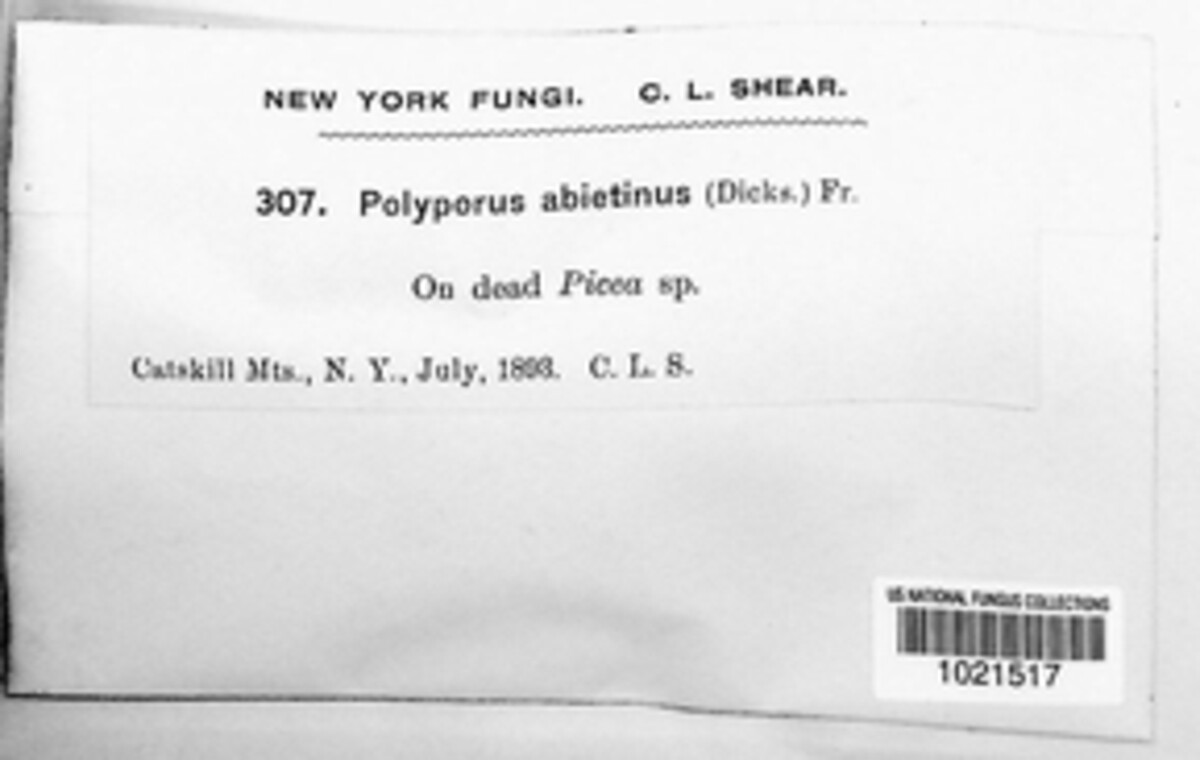 NEW YORK FUNGI. C. L. SHEAR.
307. Polyporus abietinus (Dicks.) Fr.
On dead Picea sp.
Catskill Mts., N. Y., July, 1893. C. L. S.
US NATIONAL FUNGUS COLLECTIONS
1021517